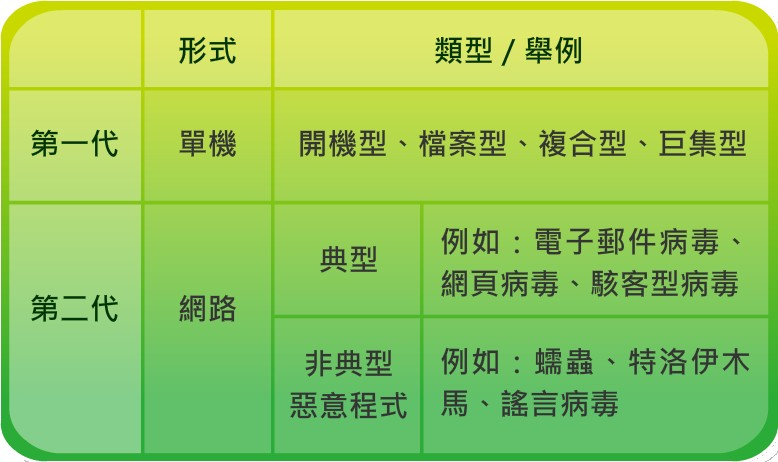 形式
類型 / 舉例
第一代
單機
開機型、檔案型、複合型、巨集型
第二代
網路
典型
例如：電子郵件病毒、
網頁病毒、駭客型病毒
非典型
惡意程式
例如：蠕蟲、特洛伊木
馬、謠言病毒